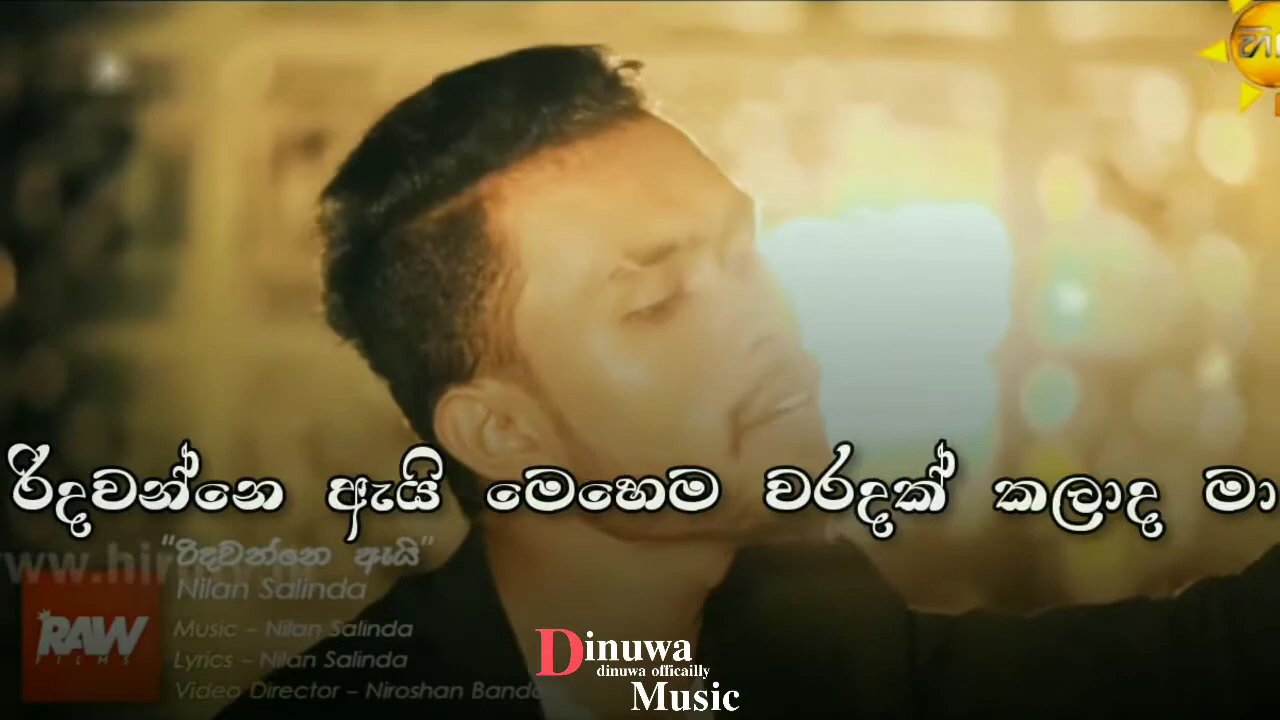 රිදවන්නෙ ඇයි මෙහෙම වරදක් කලාද මා
"රිදවන්නෙ ඇයි"
Nilan Salinda
RAW
FILMS
Music – Nilan Salinda
Lyrics – Nilan Salinda
Video Director – Niroshan
Dinuwa
dinuwa officailly
Music